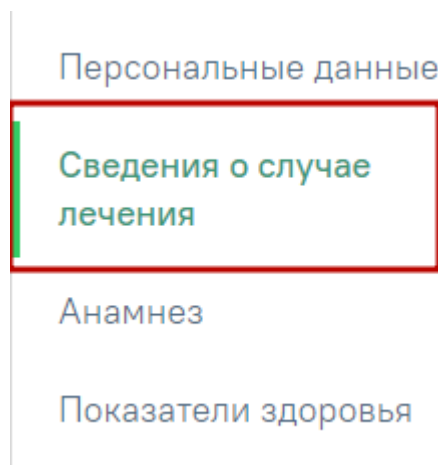 Персональные данные
Сведения о случае
лечения
Анамнез
Показатели здоровья